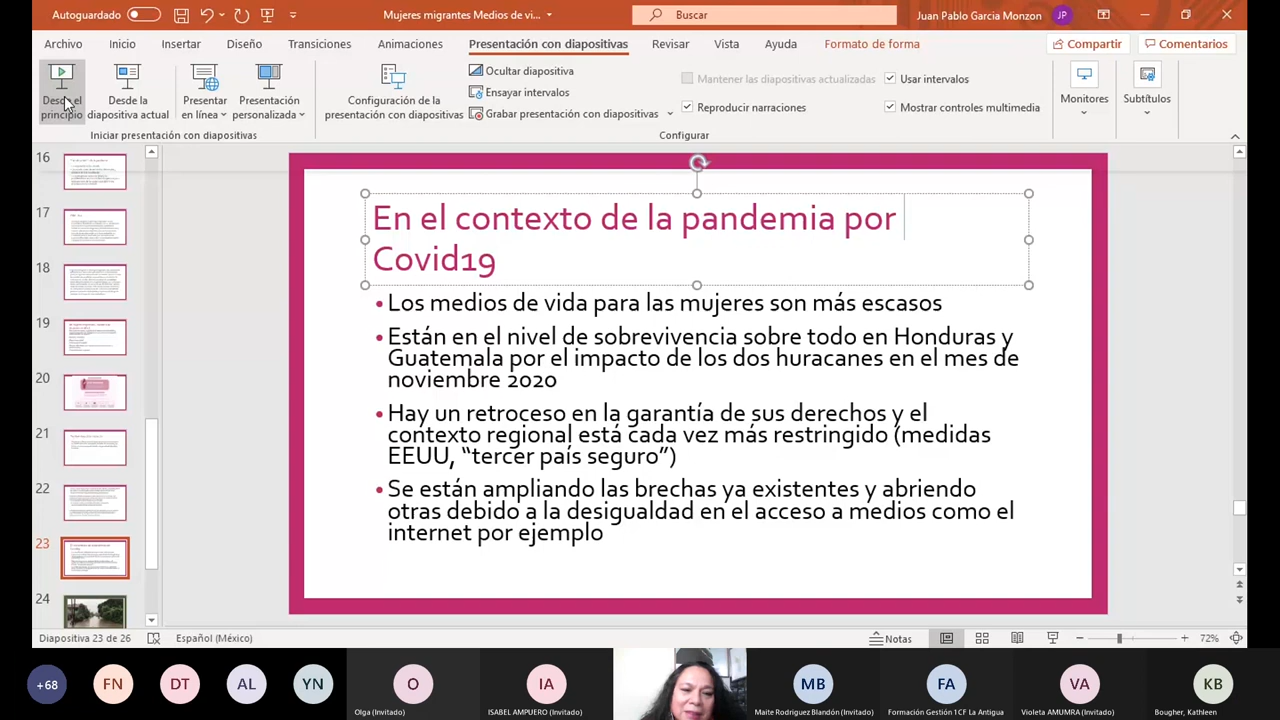 Autoguardado
Mujeres migrantes Medios de vi...
Buscar
Juan Pablo Garcia Monzon
JP
Archivo
Inicio
Insertar
Diseño
Transiciones
Animaciones
Presentación con diapositivas
Revisar
Vista
Ayuda
Formato de forma
Compartir
Comentarios
Desde el principio
Desde la diapositiva actual
Presentar en línea
Presentación personalizada
Configuración de la presentación con diapositivas
Ocultar diapositiva
Ensayar intervalos
Grabar presentación con diapositivas
Mantener las diapositivas actualizadas
Reproducir narraciones
Usar intervalos
Mostrar controles multimedia
Monitores
Subtítulos
Iniciar presentación con diapositivas
Configurar
16
17
18
19
20
21
22
23
24
En el contexto de la pandemia por
Covid19
•Los medios de vida para las mujeres son más escasos
•Están en el nivel de sobrevivencia sobre todo en Honduras y
Guatemala por el impacto de los dos huracanes en el mes de
noviembre 2020
•Hay un retroceso en la garantía de sus derechos y el
contexto regional está cada vez más restringido (medidas
EEUU, “tercer país seguro”)
•Se están ampliando las brechas ya existentes y abriendo
otras debido a la desigualdad en el acceso a medios como el
internet por ejemplo
Diapositiva 23 de 26
Español (México)
Notas
72%
+68
FN
DT
AL
YN
O
Olga (Invitado)
IA
ISABEL AMPUERO (Invitado)
MB
Maite Rodriguez Blandón (Invitado)
FA
Formación Gestión 1CF La Antigua
VA
Violeta AMUMRA (Invitado)
KB
Bougher, Kathleen